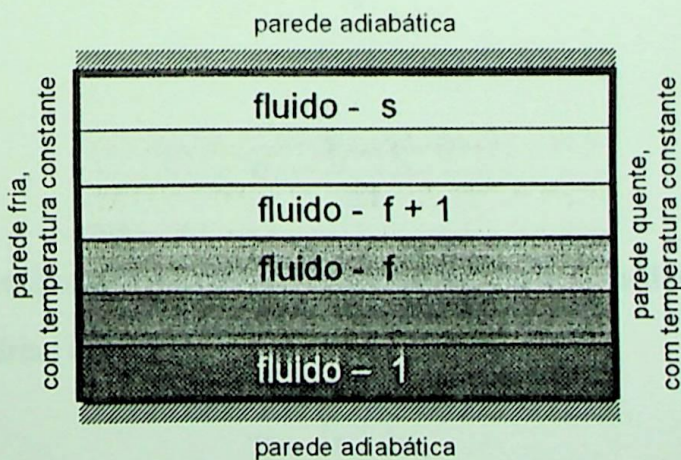 parede adiabática
parede fria,
com temperatura constante
fluido - s
fluido - f + 1
fluido - f
fluido – 1
parede quente,
com temperatura constante
parede adiabática